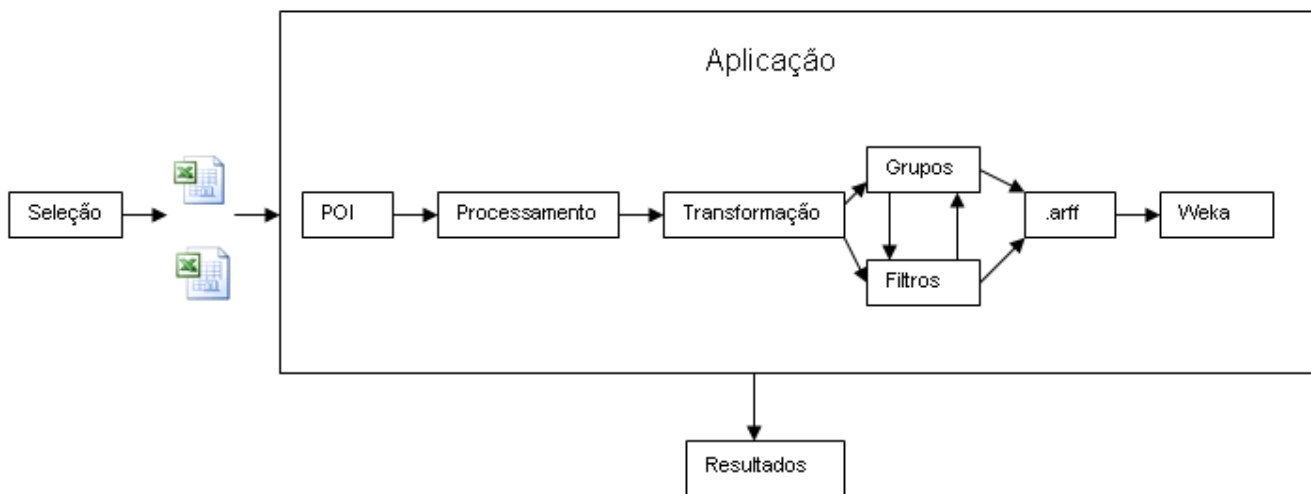 Aplicação
Seleção
POI
Processamento
Transformação
Grupos
Filtros
.arff
Weka
Resultados